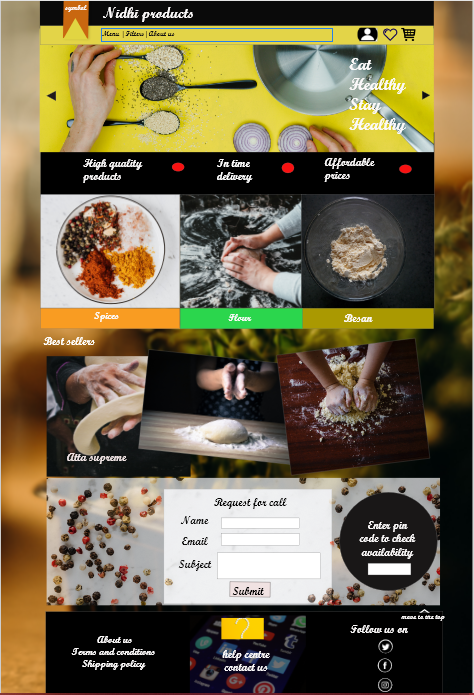 symbol
Nidhi products
Menu | Filters | About us
Eat
Healthy
Stay
Healthy
High quality
products
In time
delivery
Affordable
prices
Spices
Flour
Besan
Best sellers
Atta supreme
Request for call
Name
Email
Subject
Submit
Enter pin
code to check
availability
move to the top
About us
Terms and conditions
Shipping policy
?
help centre
contact us
Follow us on